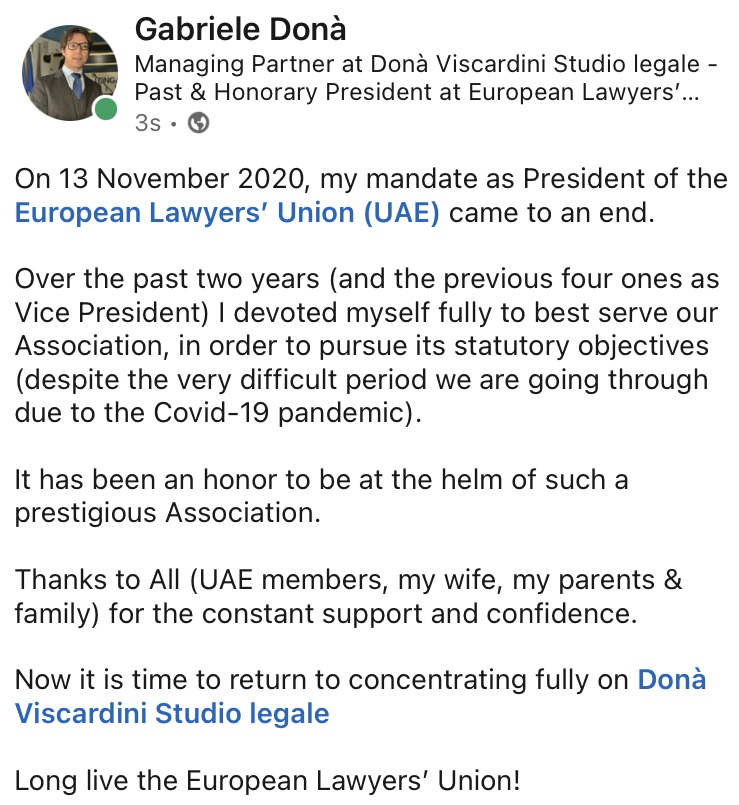 Gabriele Donà
Managing Partner at Donà Viscardini Studio legale -
Past & Honorary President at European Lawyers’...
3s •
On 13 November 2020, my mandate as President of the
European Lawyers’ Union (UAE) came to an end.
Over the past two years (and the previous four ones as
Vice President) I devoted myself fully to best serve our
Association, in order to pursue its statutory objectives
(despite the very difficult period we are going through
due to the Covid-19 pandemic).
It has been an honor to be at the helm of such a
prestigious Association.
Thanks to All (UAE members, my wife, my parents &
family) for the constant support and confidence.
Now it is time to return to concentrating fully on Donà
Viscardini Studio legale
Long live the European Lawyers’ Union!